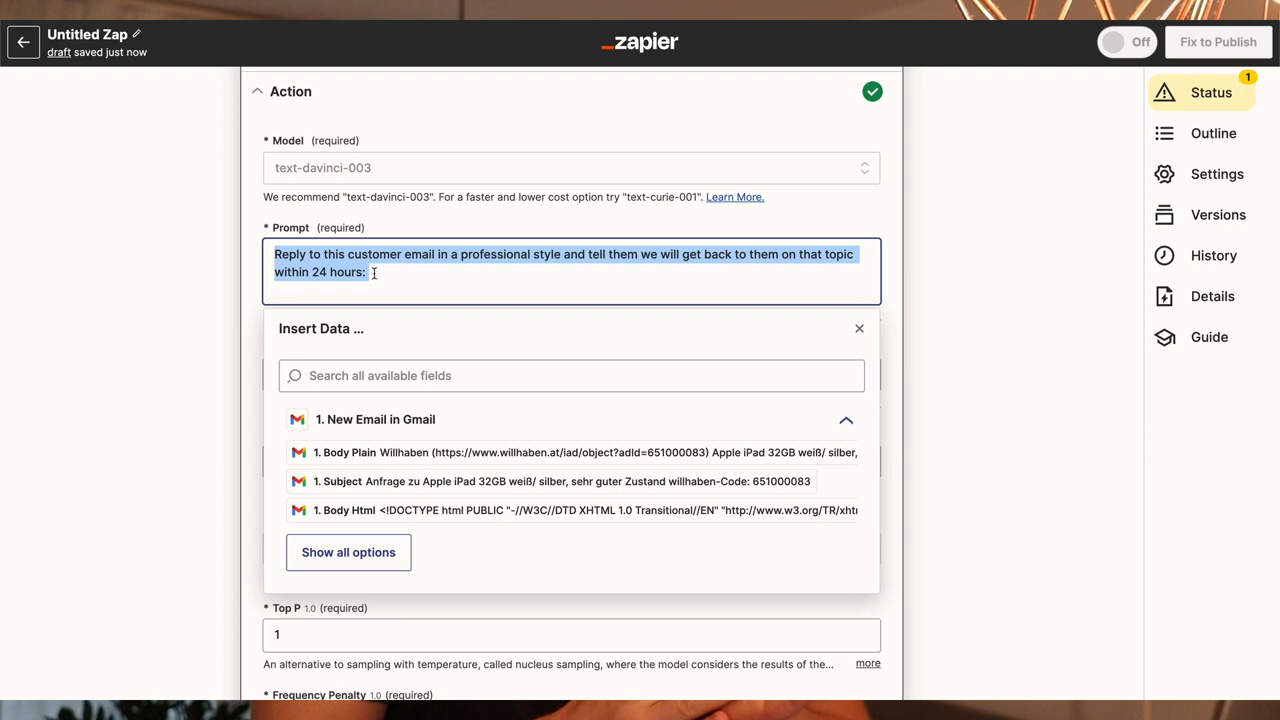 Untitled Zap
draft saved just now
_zapier
Off
Fix to Publish
Action
* Model (required)
text-davinci-003
We recommend "text-davinci-003". For a faster and lower cost option try "text-curie-001". Learn More.
* Prompt (required)
Reply to this customer email in a professional style and tell them we will get back to them on that topic
within 24 hours:
Insert Data ...
Search all available fields
1. New Email in Gmail
1. Body Plain Willhaben (https://www.willhaben.at/iad/object?adId=651000083) Apple iPad 32GB weiß/ silber,
1. Subject Anfrage zu Apple iPad 32GB weiß/ silber, sehr guter Zustand willhaben-Code: 651000083
1. Body Html <!DOCTYPE html PUBLIC "-//W3C//DTD XHTML 1.0 Transitional//EN" "http://www.w3.org/TR/xht
Show all options
* Top P 1.0 (required)
1
An alternative to sampling with temperature, called nucleus sampling, where the model considers the results of the... more
* Frequency Penalty 1.0 (required)
1
Status
Outline
Settings
Versions
History
Details
Guide